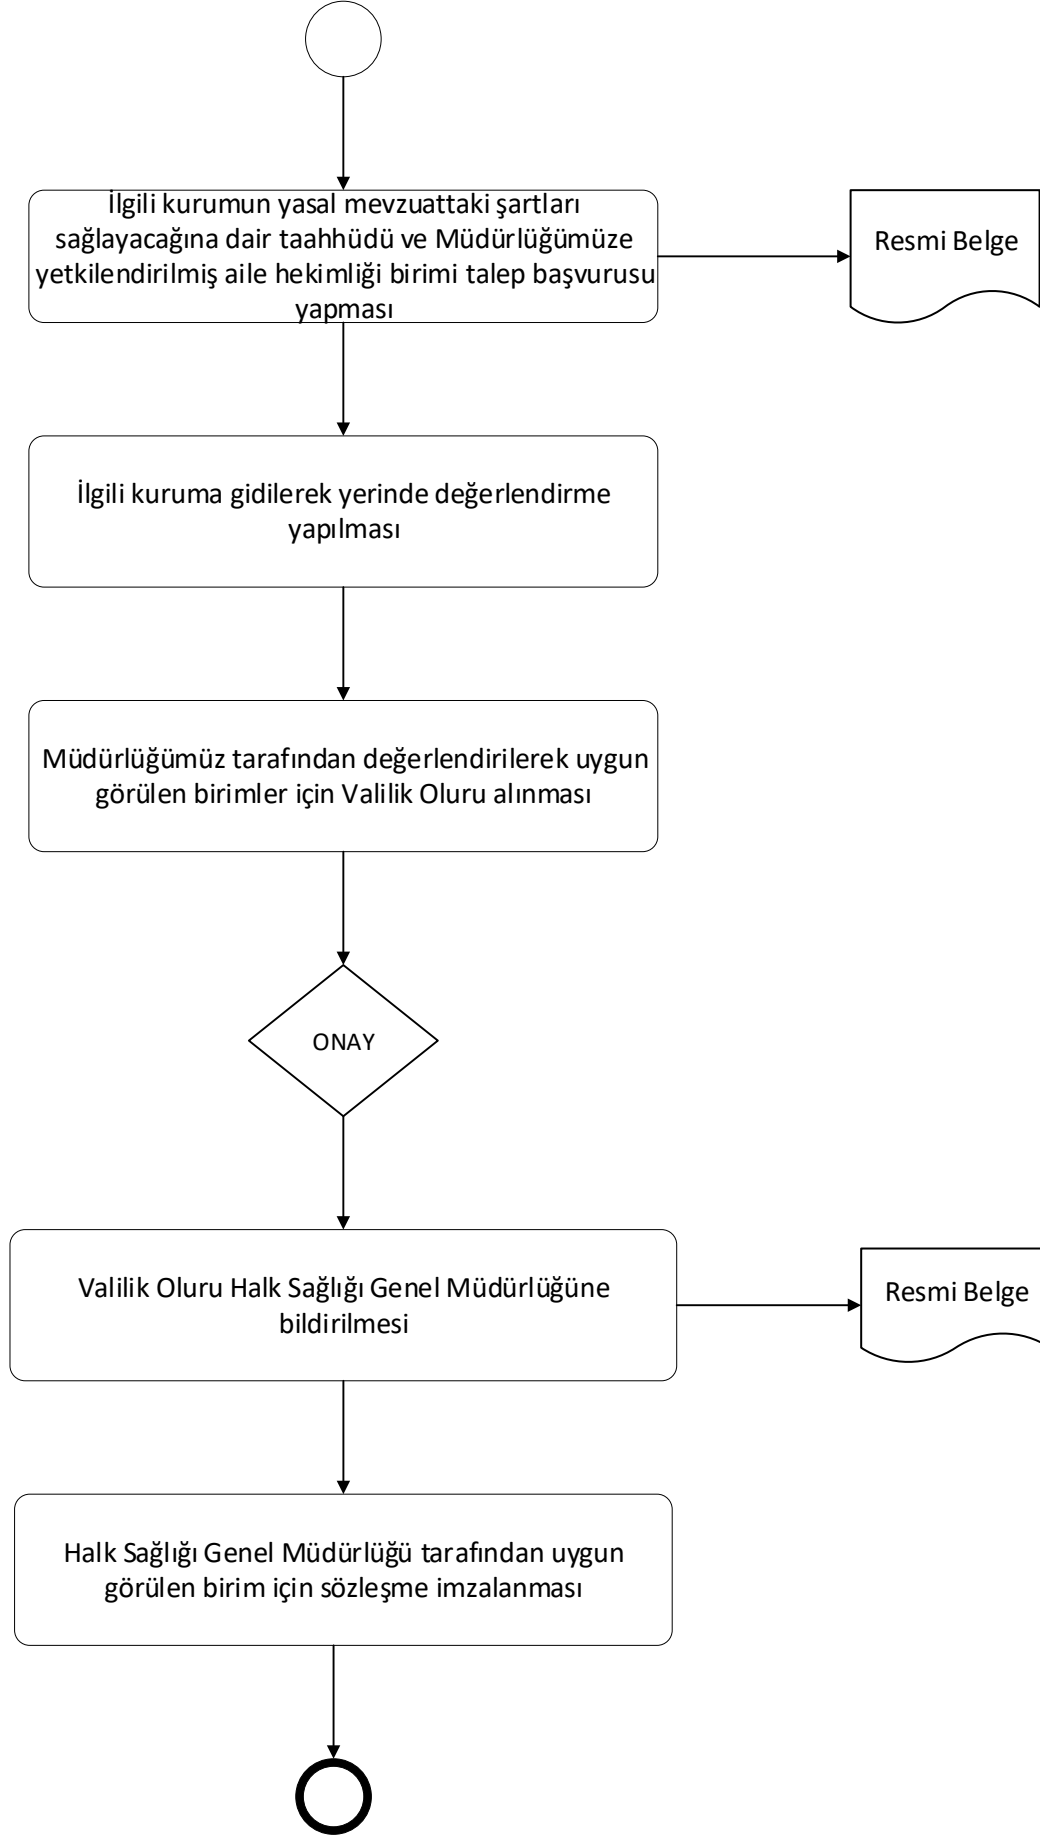 İlgili kurumun yasal mevzuattaki şartları
sağlayacağına dair taahhüdü ve Müdürlüğümüze
yetkilendirilmiş aile hekimliği birimi talep başvurusu
yapması
Resmi Belge
İlgili kuruma gidilerek yerinde değerlendirme
yapılması
Müdürlüğümüz tarafından değerlendirilerek uygun
görülen birimler için Valilik Oluru alınması
ONAY
Valilik Oluru Halk Sağlığı Genel Müdürlüğüne
bildirilmesi
Resmi Belge
Halk Sağlığı Genel Müdürlüğü tarafından uygun
görülen birim için sözleşme imzalanması